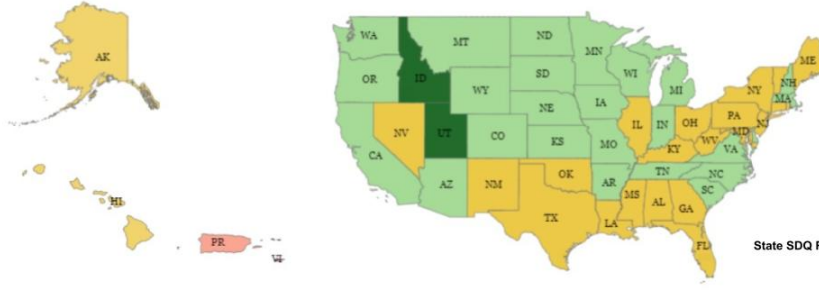 AK
HI
PR
VI
WA
OR
CA
ID
NV
UT
AZ
MT
WY
CO
NM
ND
SD
NE
KS
OK
TX
MN
IA
MO
AR
LA
WI
IL
MS
MI
IN
KY
TN
AL
OH
WV
GA
FL
SC
NC
VA
MD
PA
NJ
NY
MA
NH
ME
State SDQ